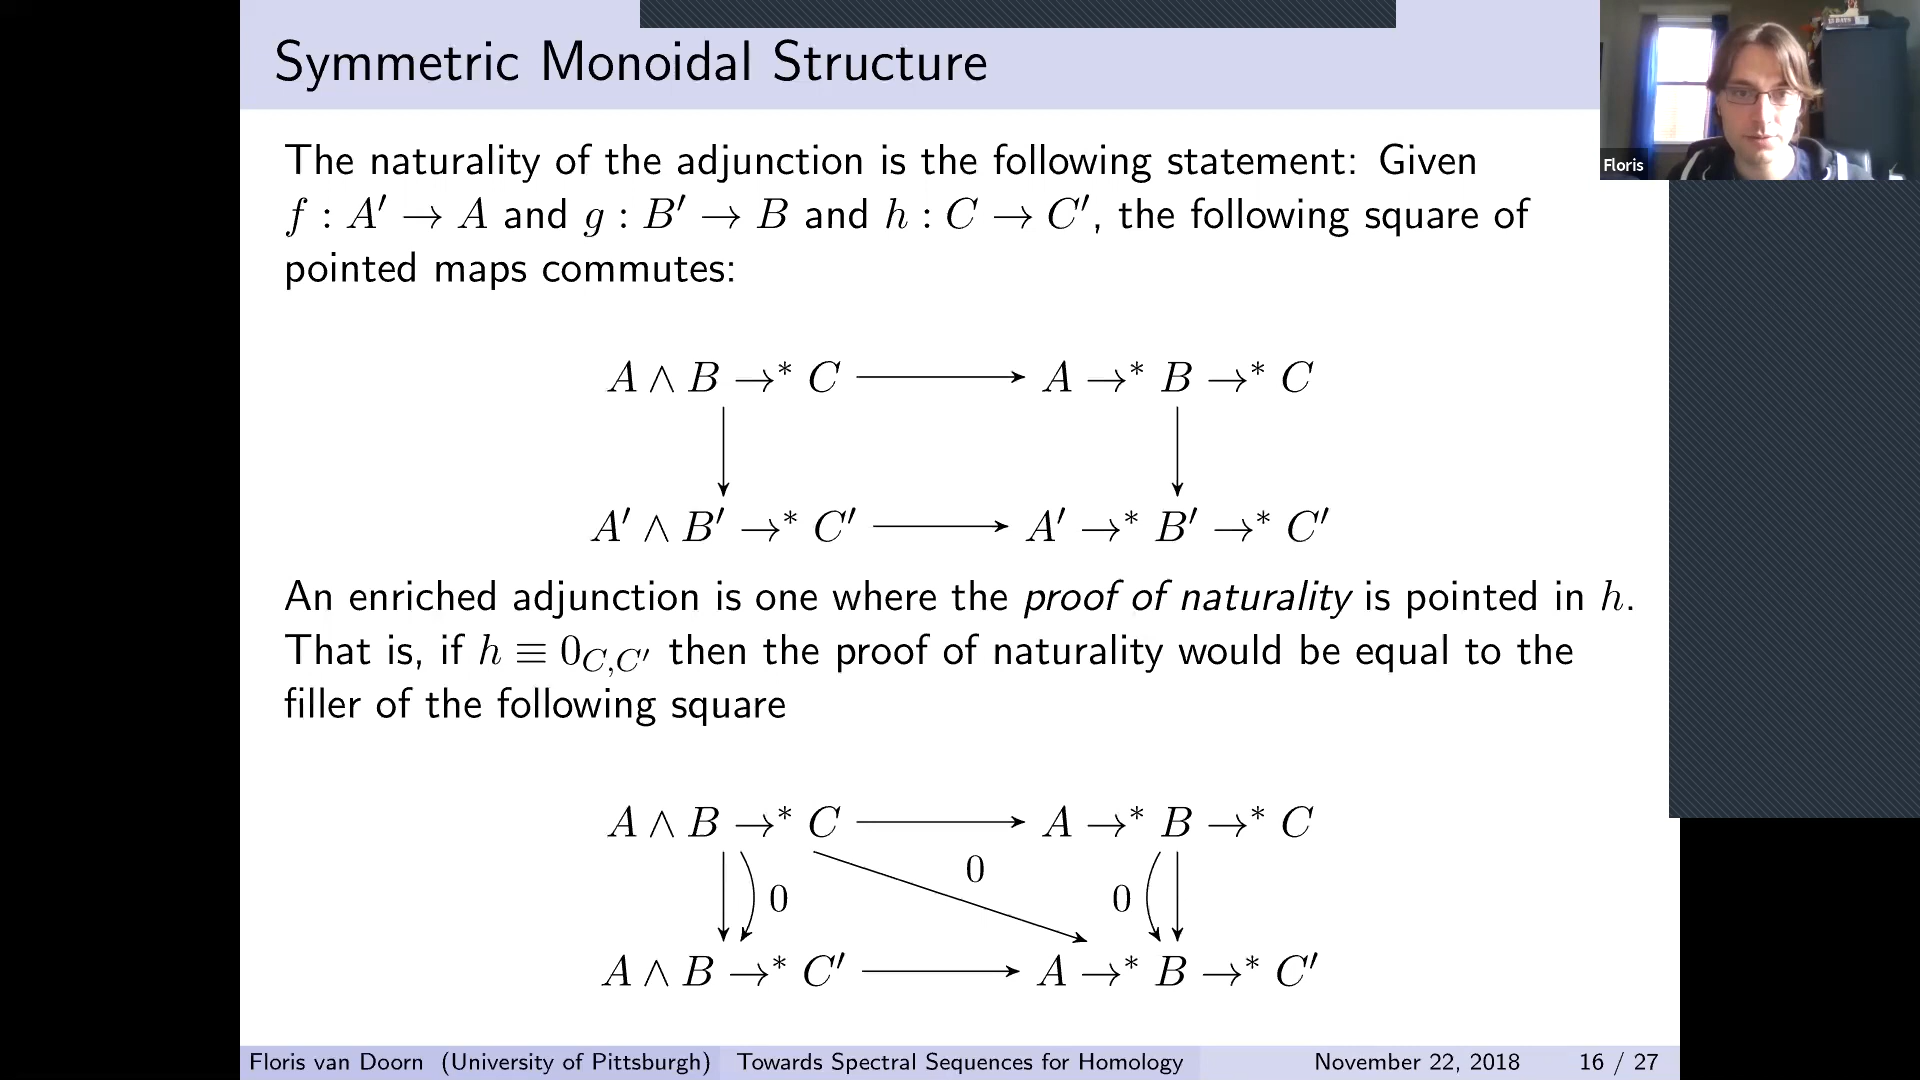 Symmetric Monoidal Structure
Floris
The naturality of the adjunction is the following statement: Given
f : A′ → A and g : B′ → B and h : C → C′, the following square of
pointed maps commutes:
A ∧ B →* C → A →* B →* C
A′ ∧ B′ →* C′ → A′ →* B′ →* C′
An enriched adjunction is one where the proof of naturality is pointed in h.
That is, if h ≡ 0_{C,C′} then the proof of naturality would be equal to the
filler of the following square
A ∧ B →* C → A →* B →* C
0 0 0
A ∧ B →* C′ → A →* B →* C′
Floris van Doorn (University of Pittsburgh) Towards Spectral Sequences for Homology November 22, 2018 16 / 27